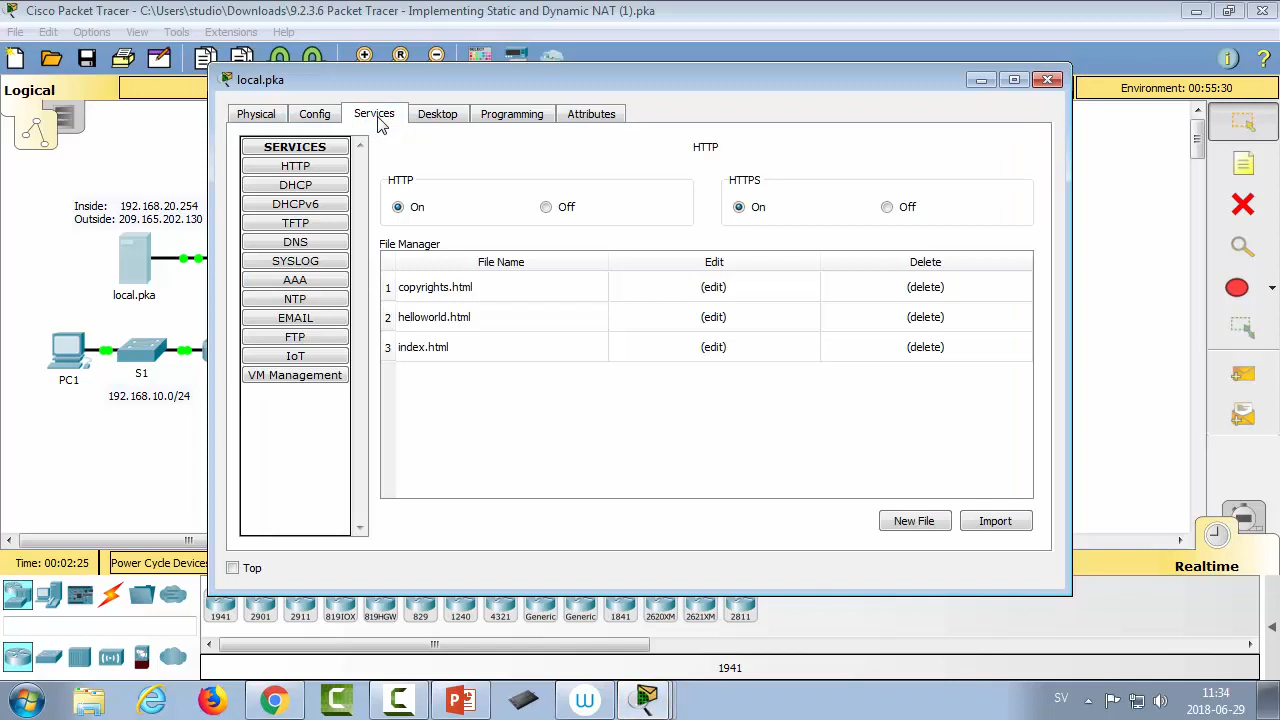 Cisco Packet Tracer - C:\Users\studio\Downloads\9.2.3.6 Packet Tracer - Implementing Static and Dynamic NAT (1).pka
File Edit Options View Tools Extensions Help
Logical
Environment: 00:55:30
local.pka
Physical Config Services Desktop Programming Attributes
SERVICES
HTTP
DHCP
DHCPv6
TFTP
DNS
SYSLOG
AAA
NTP
EMAIL
FTP
IoT
VM Management
HTTP
HTTP
On Off
HTTPS
On Off
File Manager
File Name Edit Delete
1 copyrights.html (edit) (delete)
2 helloworld.html (edit) (delete)
3 index.html (edit) (delete)
New File Import
Top
Inside: 192.168.20.254
Outside: 209.165.202.130
local.pka
PC1
S1
192.168.10.0/24
Time: 00:02:25 Power Cycle Devices
Realtime
1941 2901 2911 819IOX 819HGW 829 1240 4321 Generic Generic 1841 2620XM 2621XM 2811
1941
SV
11:34
2018-06-29